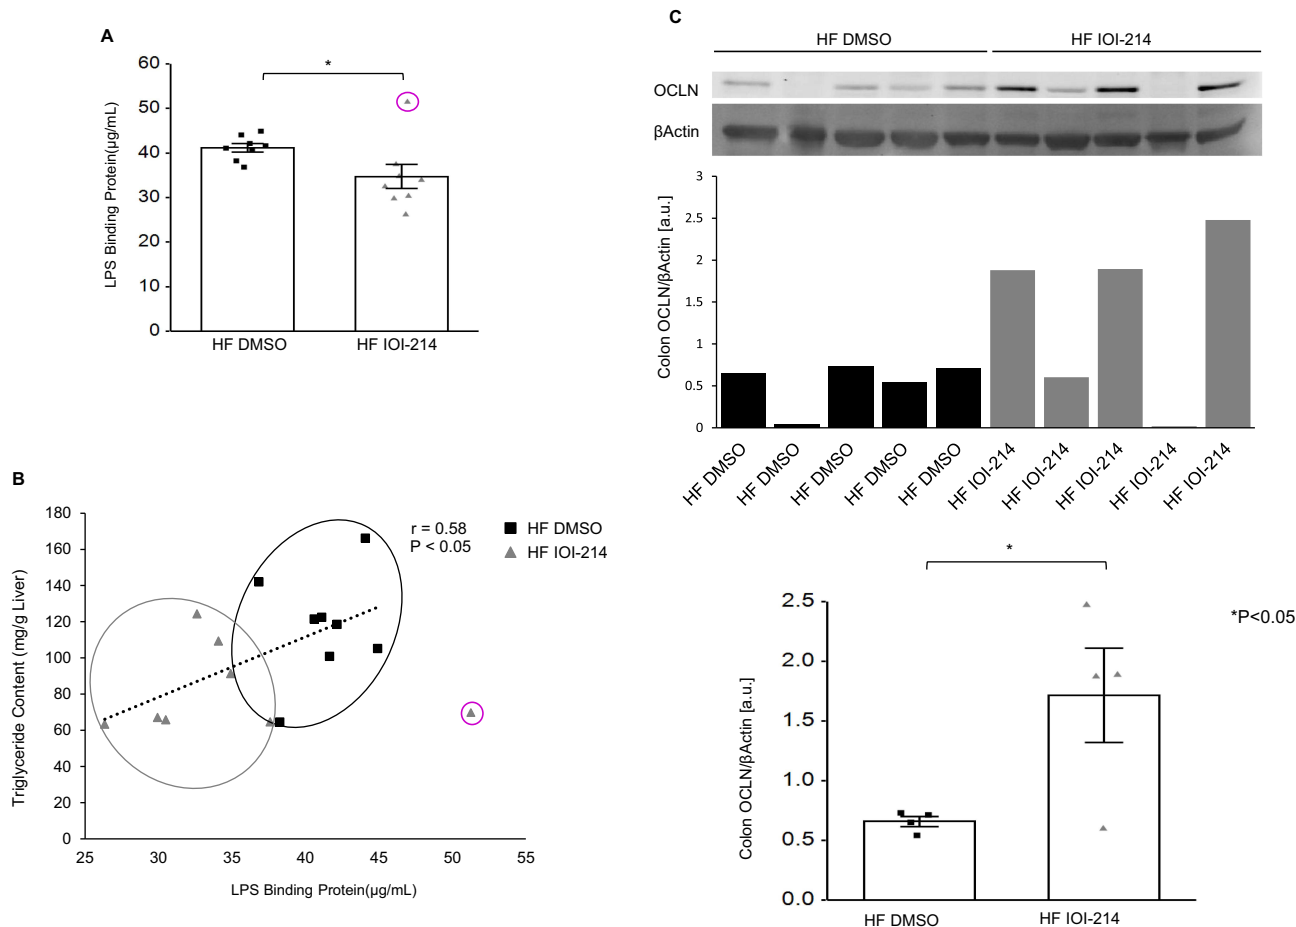 A
*
60
50
40
30
20
10
0
LPS Binding Protein(µg/mL)
HF DMSO
HF IOI-214
B
180
160
140
120
100
80
60
40
20
0
Triglyceride Content (mg/g Liver)
r = 0.58
P < 0.05
HF DMSO
HF IOI-214
25
30
35
40
45
50
55
LPS Binding Protein(µg/mL)
C
HF DMSO
HF IOI-214
OCLN
βActin
3
2.5
2
1.5
1
0.5
0
Colon OCLN/βActin [a.u.]
HF DMSO
HF DMSO
HF DMSO
HF DMSO
HF DMSO
HF IOI-214
HF IOI-214
HF IOI-214
HF IOI-214
HF IOI-214
*
*P<0.05
2.5
2.0
1.5
1.0
0.5
0.0
Colon OCLN/βActin [a.u.]
HF DMSO
HF IOI-214